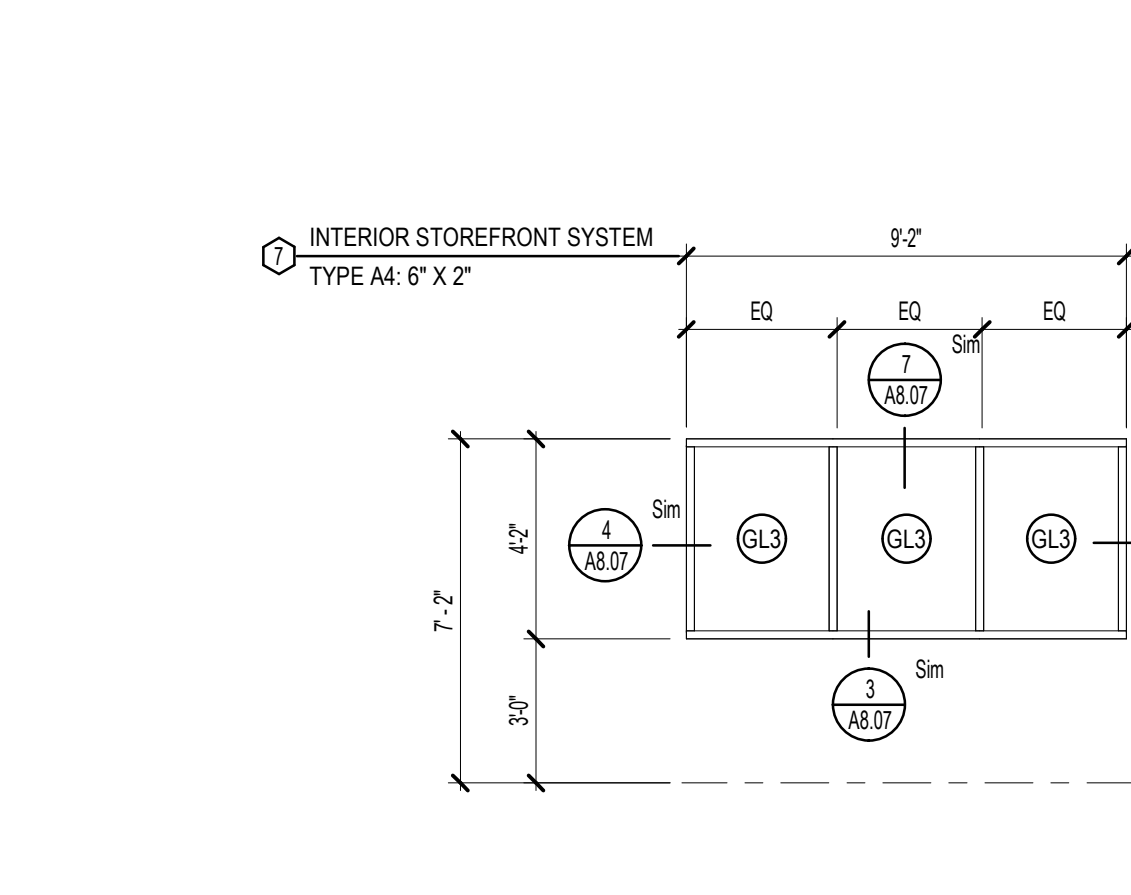 INTERIOR STOREFRONT SYSTEM
7
TYPE A4: 6" X 2"
9'-2"
EQ EQ EQ
Sim
7
A8.07
Sim
4
A8.07
GL3 GL3 GL3
4'-2"
7' - 2"
3'-0"
Sim
3
A8.07